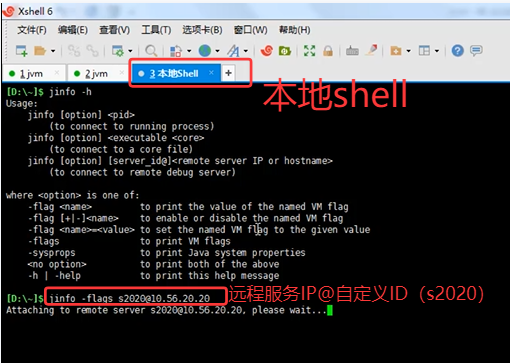 Xshell 6
文件(F) 编辑(E) 查看(V) 工具(T) 选项卡(B) 窗口(W) 帮助(H)
1 jvm × 2 jvm × 3 本地Shell × +
本地shell
[D:\~]$ jinfo -h
Usage:
jinfo [option] <pid>
(to connect to running process)
jinfo [option] <executable <core>
(to connect to a core file)
jinfo [option] [server_id@]<remote server IP or hostname>
(to connect to remote debug server)
where <option> is one of:
-flag <name> to print the value of the named VM flag
-flag [+|-]<name> to enable or disable the named VM flag
-flag <name>=<value> to set the named VM flag to the given value
-flags to print VM flags
-sysprops to print Java system properties
<no option> to print both of the above
-h | -help to print this help message
[D:\~]$ jinfo -flags s2020@10.56.20.20
远程服务IP@自定义ID（s2020）
Attaching to remote server s2020@10.56.20.20, please wait...